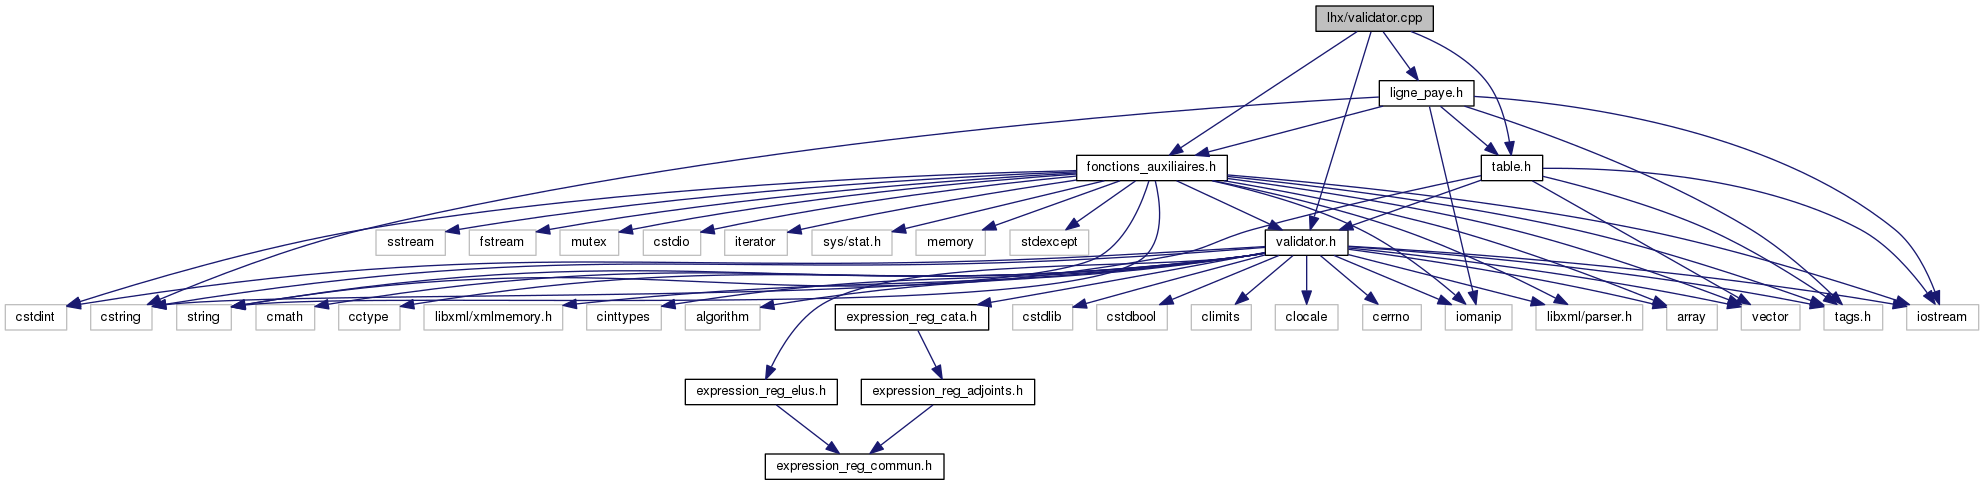 lhx/validator.cpp
ligne_paye.h
fonctions_auxiliaires.h
table.h
sstream
fstream
mutex
cstdio
iterator
sys/stat.h
memory
stdexcept
validator.h
cstdint
cstring
string
cmath
cctype
libxml/xmlmemory.h
cinttypes
algorithm
expression_reg_cata.h
cstdlib
cstdbool
climits
clocale
cerrno
iomanip
libxml/parser.h
array
vector
tags.h
iostream
expression_reg_elus.h
expression_reg_adjoints.h
expression_reg_commun.h